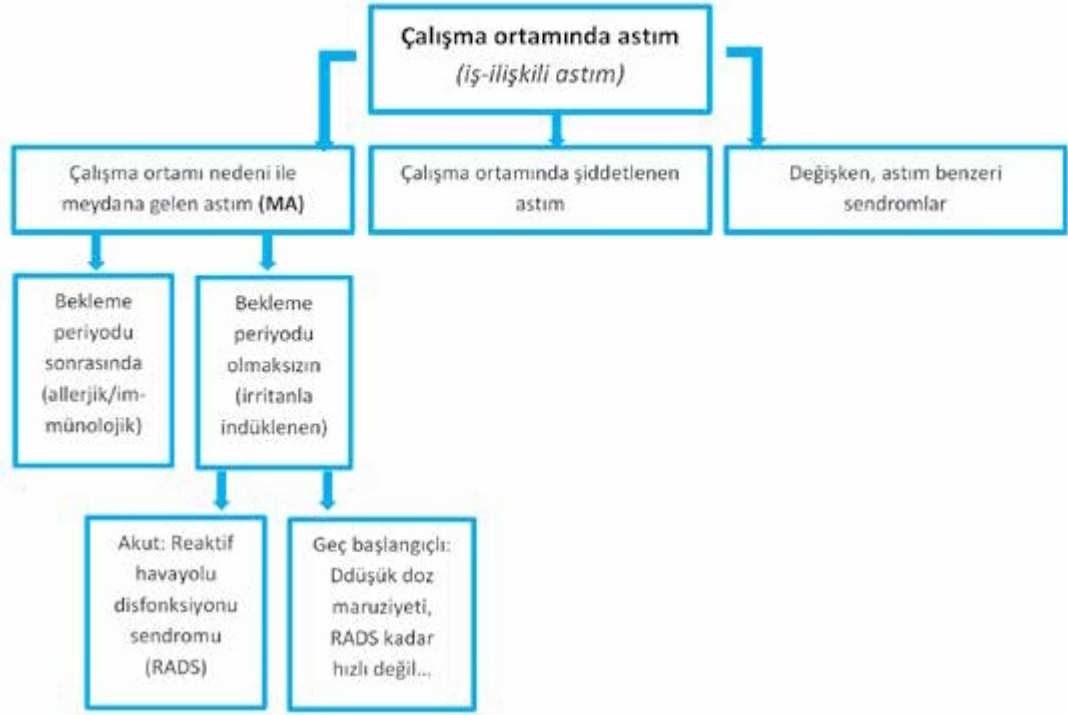 Çalışma ortamında astım
(iş-ilişkili astım)
Çalışma ortamı nedeni ile
meydana gelen astım (MA)
Çalışma ortamında şiddetlenen
astım
Değişken, astım benzeri
sendromlar
Bekleme
periyodu
sonrasında
(allerjik/im-
münolojik)
Bekleme
periyodu
olmaksızın
(irritanla
indüklenen)
Akut: Reaktif
havayolu
disfonksiyonu
sendromu
(RADS)
Geç başlangıçlı:
Ddüşük doz
maruziyeti,
RADS kadar
hızlı değil...